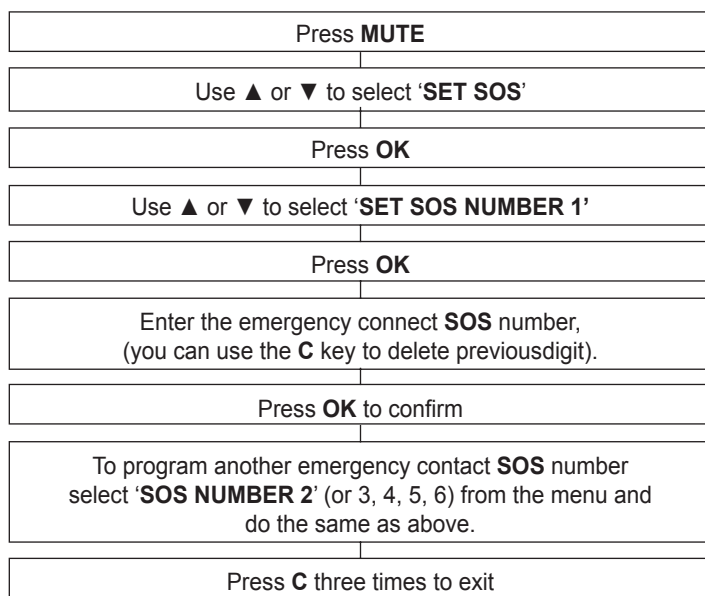 Press MUTE
Use ▲ or ▼ to select ‘SET SOS’
Press OK
Use ▲ or ▼ to select ‘SET SOS NUMBER 1’
Press OK
Enter the emergency connect SOS number,
(you can use the C key to delete previousdigit).
Press OK to confirm
To program another emergency contact SOS number
select ‘SOS NUMBER 2’ (or 3, 4, 5, 6) from the menu and
do the same as above.
Press C three times to exit